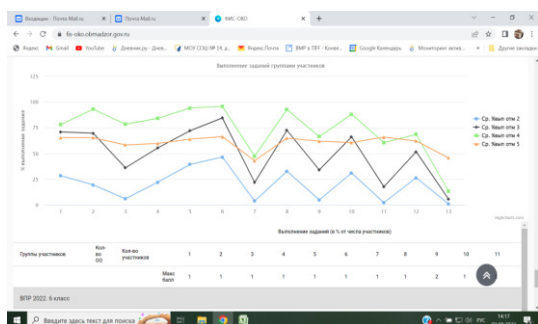 Входящие - Почта Mail.ru
Почта Mail.ru
ФИС ОКО
fis-oko.obrnadzor.gov.ru
Яндекс
Gmail
YouTube
Яндекс.Почта
Google Календарь
Другие закладки
Выполнение заданий группами участников
% выполнения задания
125
100
75
50
25
0
1 2 3 4 5 6 7 8 9 10 11 12 13
Ср. %вып отм 2
Ср. %вып отм 3
Ср. %вып отм 4
Ср. %вып отм 5
Highcharts.com
Выполнение заданий (в % от числа участников)
Группы участников Кол-во ОО Кол-во участников 1 2 3 4 5 6 7 8 9 10 11
Макс балл 1 1 1 1 1 1 1 1 2 1
ВПР 2022. 6 класс
Введите здесь текст для поиска
РУС
14:17